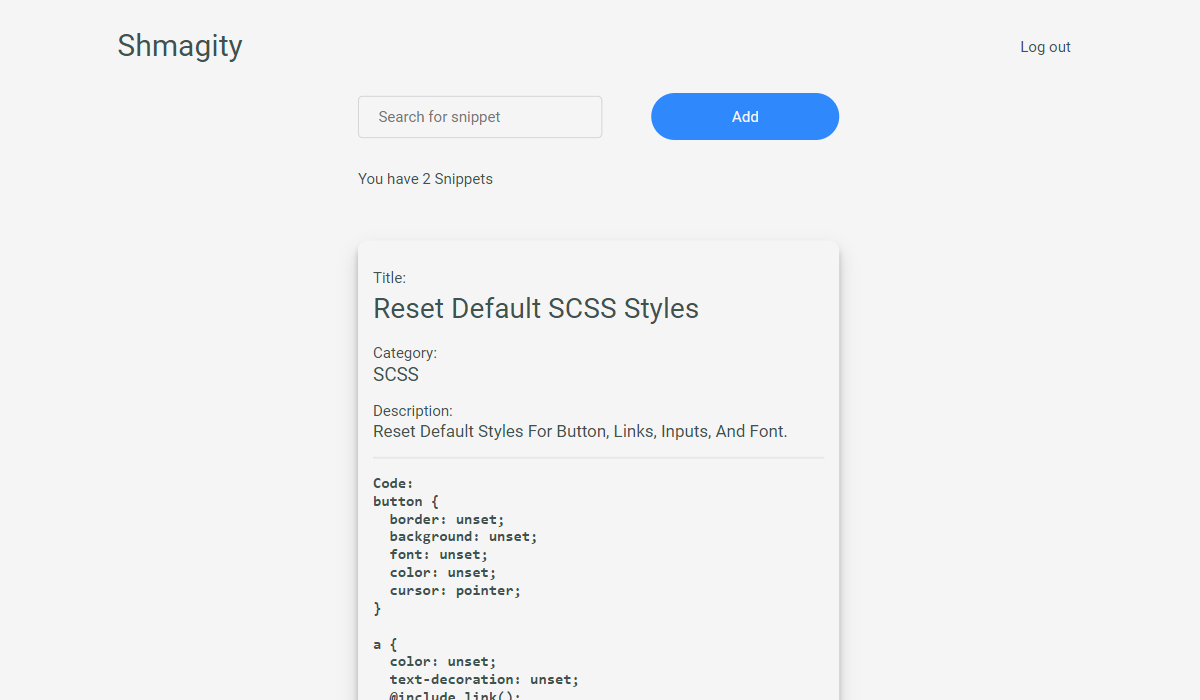 Shmagity
Log out
Search for snippet
Add
You have 2 Snippets
Title:
Reset Default SCSS Styles
Category:
SCSS
Description:
Reset Default Styles For Button, Links, Inputs, And Font.
Code:
button {
  border: unset;
  background: unset;
  font: unset;
  color: unset;
  cursor: pointer;
}
a {
  color: unset;
  text-decoration: unset;
  @include link();